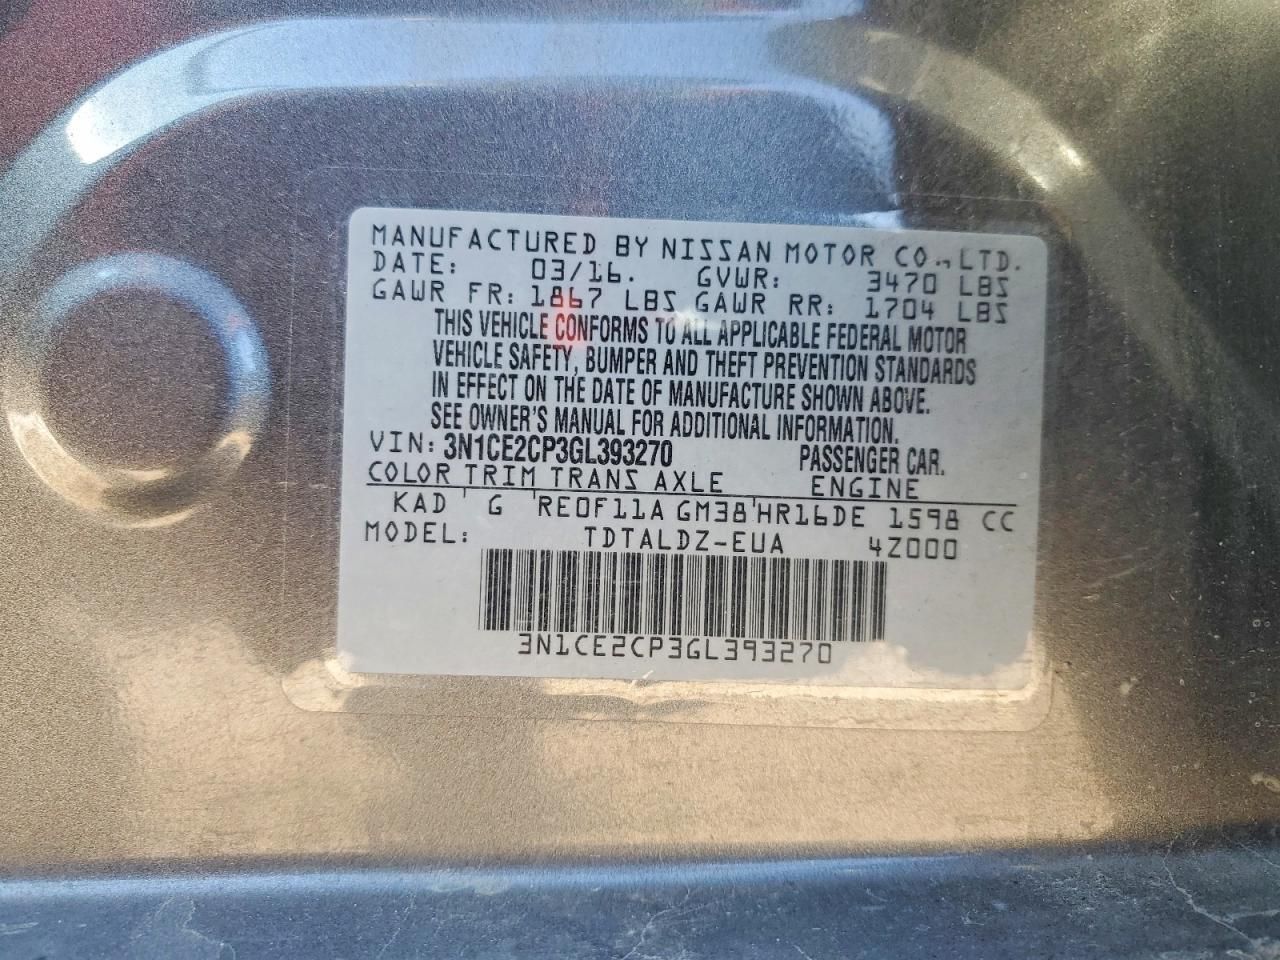 MANUFACTURED BY NISSAN MOTOR CO., LTD.
DATE: 03/16. GVWR: 3470 LBS
GAWR FR: 1867 LBS GAWR RR: 1704 LBS
THIS VEHICLE CONFORMS TO ALL APPLICABLE FEDERAL MOTOR
VEHICLE SAFETY, BUMPER AND THEFT PREVENTION STANDARDS
IN EFFECT ON THE DATE OF MANUFACTURE SHOWN ABOVE.
SEE OWNER'S MANUAL FOR ADDITIONAL INFORMATION.
VIN: 3N1CE2CP3GL393270 PASSENGER CAR.
COLOR TRIM TRANS AXLE ENGINE
KAD G RE0F11A GM38 HR16DE 1598 CC
MODEL: TDTALDZ-EUA 4Z000
3N1CE2CP3GL393270